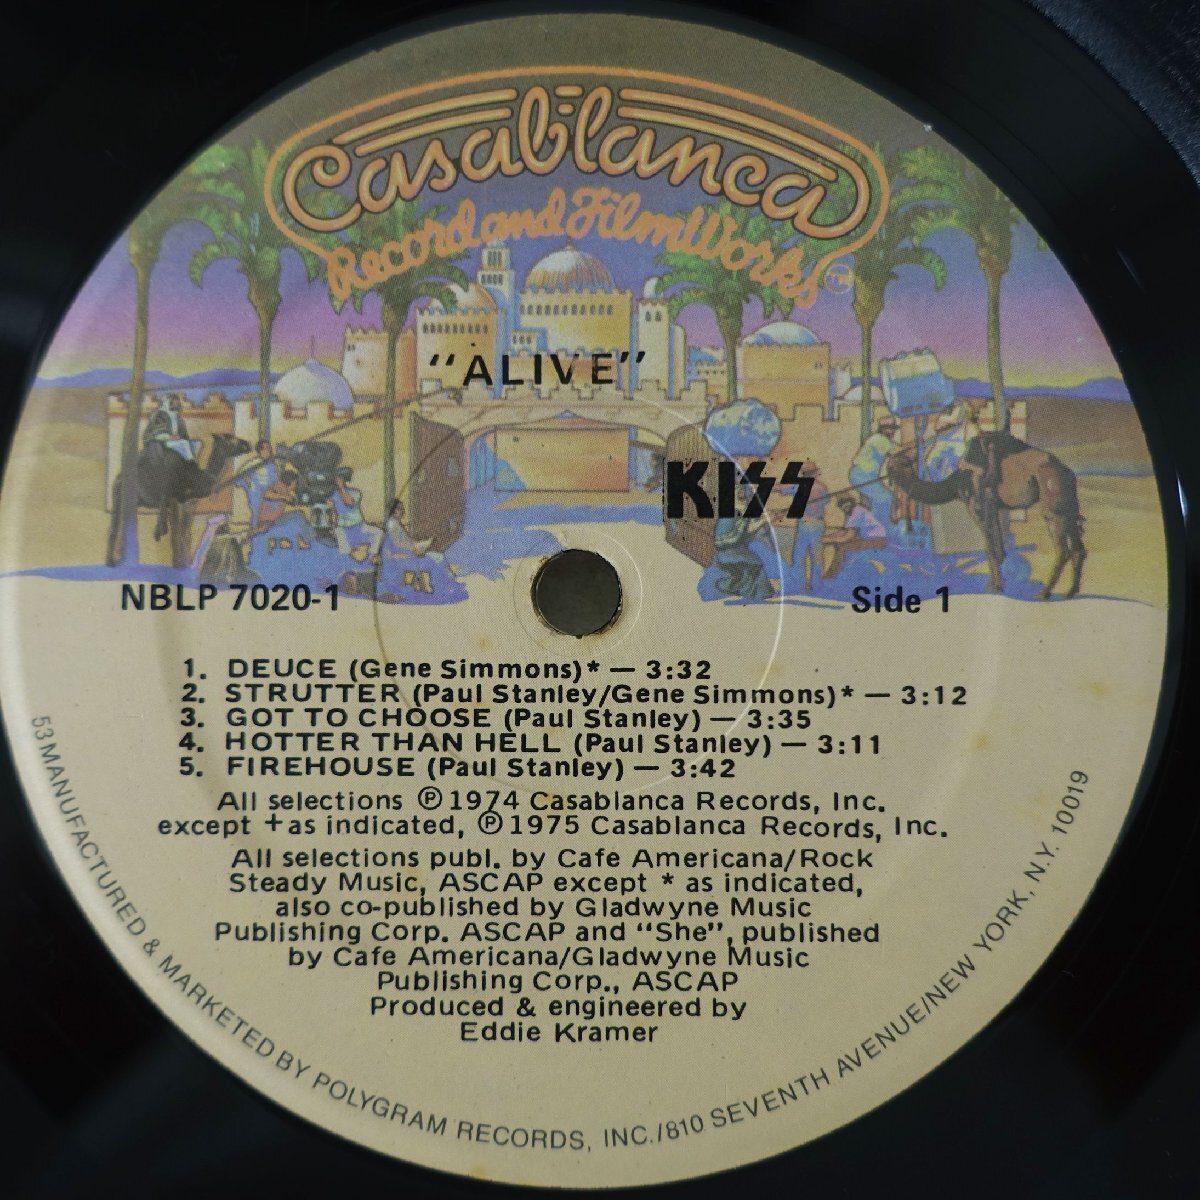 Casablanca
Record and FilmWorks
"ALIVE"
KISS
NBLP 7020-1
Side 1
1. DEUCE (Gene Simmons)* — 3:32
2. STRUTTER (Paul Stanley/Gene Simmons)* — 3:12
3. GOT TO CHOOSE (Paul Stanley) — 3:35
4. HOTTER THAN HELL (Paul Stanley) — 3:11
5. FIREHOUSE (Paul Stanley) — 3:42
All selections ℗ 1974 Casablanca Records, Inc.
except + as indicated, ℗ 1975 Casablanca Records, Inc.
All selections publ. by Cafe Americana/Rock
Steady Music, ASCAP except * as indicated,
also co-published by Gladwyne Music
Publishing Corp. ASCAP and "She", published
by Cafe Americana/Gladwyne Music
Publishing Corp., ASCAP
Produced & engineered by
Eddie Kramer
53 MANUFACTURED & MARKETED BY POLYGRAM RECORDS, INC./810 SEVENTH AVENUE/NEW YORK, N.Y. 10019